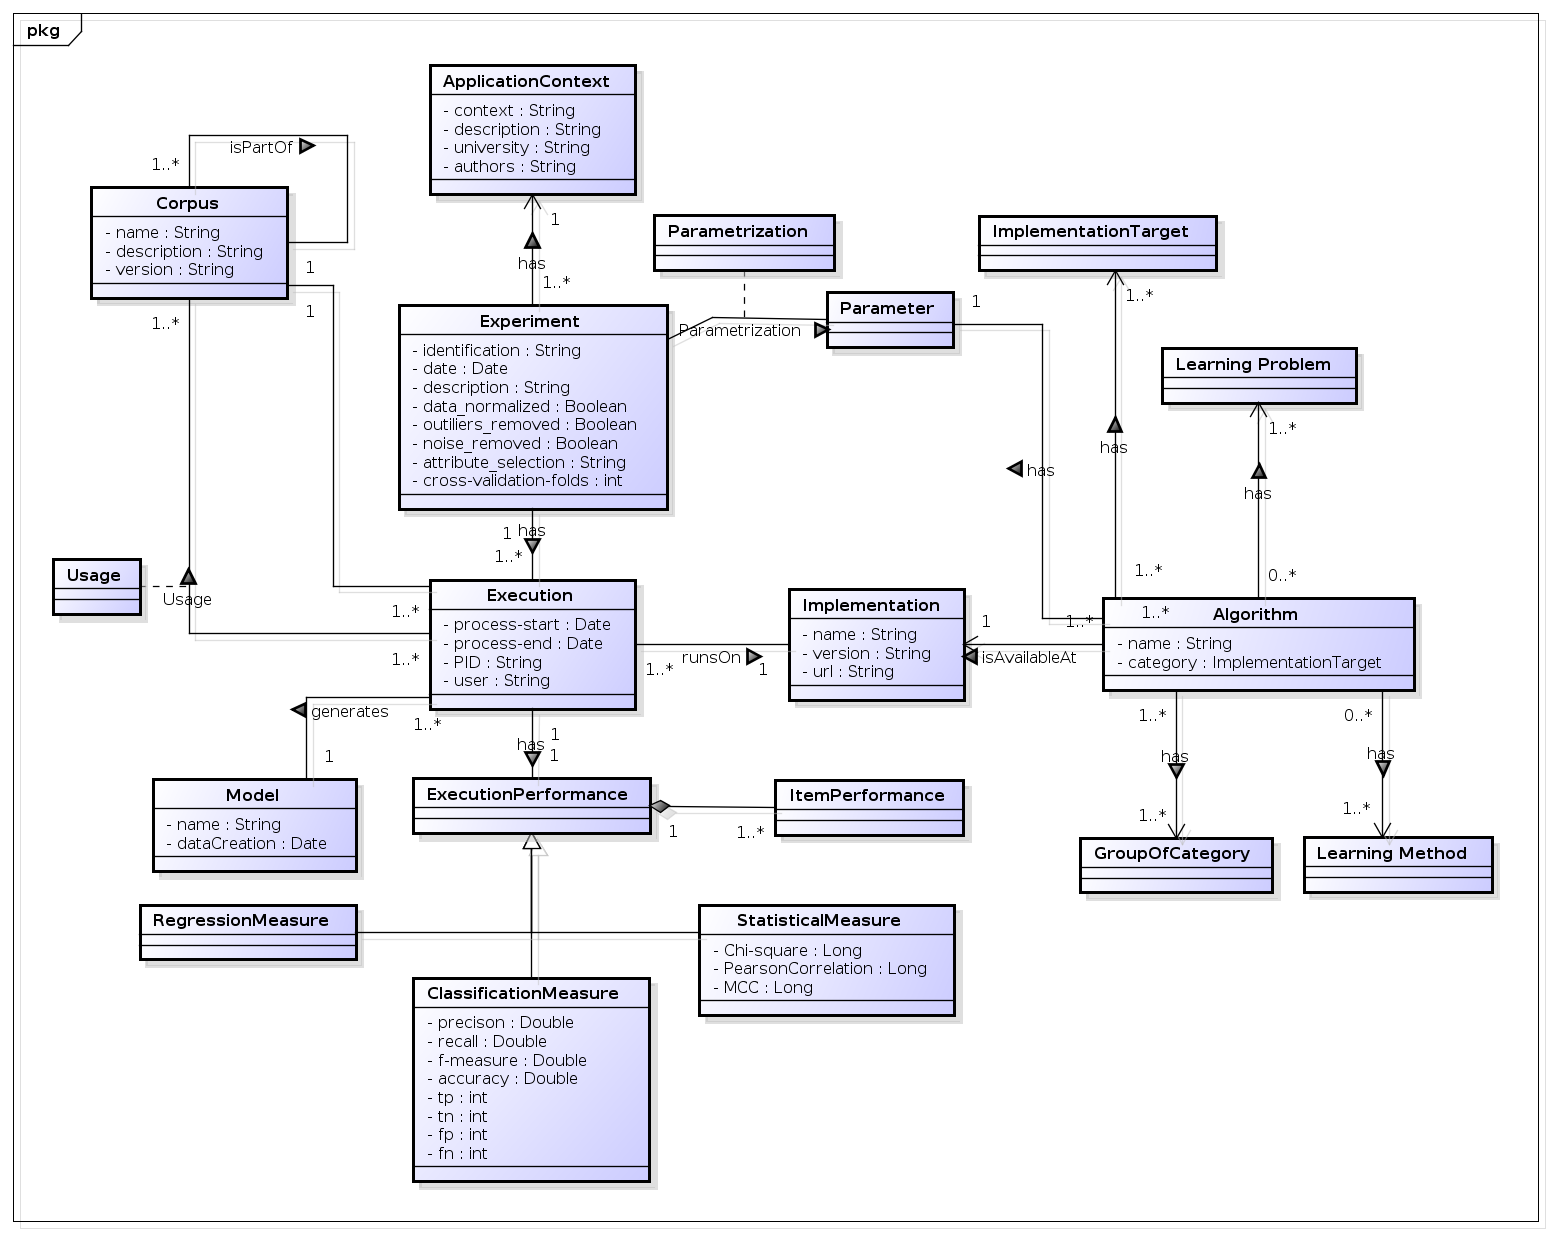 pkg
ApplicationContext
- context : String
- description : String
- university : String
- authors : String
isPartOf
1..*
Corpus
- name : String
- description : String
- version : String
1
1
1..*
1
has
1..*
Parametrization
ImplementationTarget
1..*
Parameter
1
Parametrization
Experiment
- identification : String
- date : Date
- description : String
- data_normalized : Boolean
- outiliers_removed : Boolean
- noise_removed : Boolean
- attribute_selection : String
- cross-validation-folds : int
Learning Problem
1..*
has
has
has
1..*
0..*
1 has
1..*
Usage
Usage
1..*
1..*
Execution
- process-start : Date
- process-end : Date
- PID : String
- user : String
1..*
runsOn
1
Implementation
- name : String
- version : String
- url : String
1
isAvailableAt
1..*
1..*
Algorithm
- name : String
- category : ImplementationTarget
generates
1..*
1
1
has
1
1..*
has
1..*
0..*
has
1..*
Model
- name : String
- dataCreation : Date
ExecutionPerformance
1
1..*
ItemPerformance
GroupOfCategory
Learning Method
RegressionMeasure
StatisticalMeasure
- Chi-square : Long
- PearsonCorrelation : Long
- MCC : Long
ClassificationMeasure
- precison : Double
- recall : Double
- f-measure : Double
- accuracy : Double
- tp : int
- tn : int
- fp : int
- fn : int